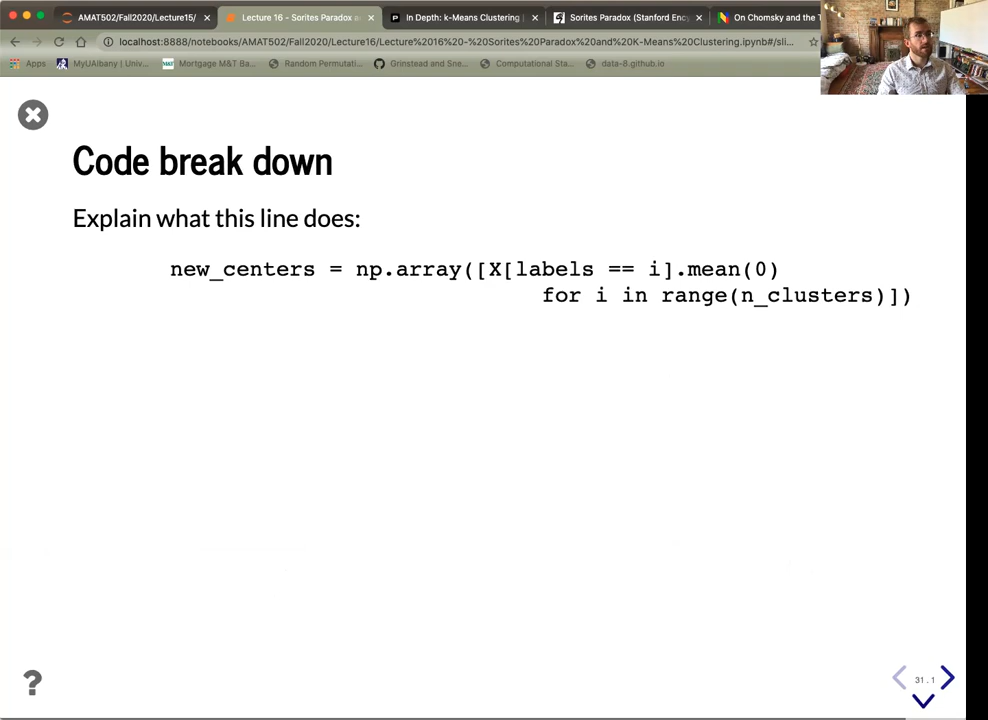 AMAT502/Fall2020/Lecture15/
Lecture 16 - Sorites Paradox a
In Depth: k-Means Clustering |
Sorites Paradox (Stanford Enc
On Chomsky and the T
localhost:8888/notebooks/AMAT502/Fall2020/Lecture16/Lecture%2016%20-%20Sorites%20Paradox%20and%20K-Means%20Clustering.ipynb#/sli...
Apps
MyUAlbany | Univ...
M&T
Mortgage M&T Ba...
Random Permutati...
Grinstead and Sne...
Computational Sta...
data-8.github.io
Code break down
Explain what this line does:
new_centers = np.array([X[labels == i].mean(0)
for i in range(n_clusters)])
?
31.1